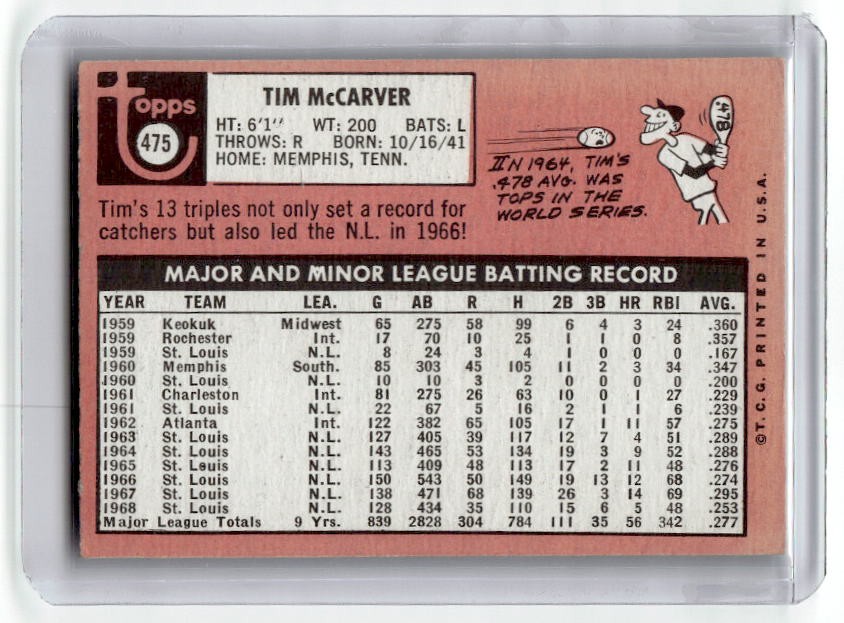 topps
475
TIM McCARVER
HT: 6'1" WT: 200 BATS: L
THROWS: R BORN: 10/16/41
HOME: MEMPHIS, TENN.
Tim's 13 triples not only set a record for
catchers but also led the N.L. in 1966!
.478
IN 1964, TIM'S
.478 AVG. WAS
TOPS IN THE
WORLD SERIES.
MAJOR AND MINOR LEAGUE BATTING RECORD
YEAR TEAM LEA. G AB R H 2B 3B HR RBI AVG.
1959 Keokuk Midwest 65 275 58 99 6 4 3 24 .360
1959 Rochester Int. 17 70 10 25 1 1 0 8 .357
1959 St. Louis N.L. 8 24 3 4 1 0 0 0 .167
1960 Memphis South. 85 303 45 105 11 2 3 34 .347
1960 St. Louis N.L. 10 10 3 2 0 0 0 0 .200
1961 Charleston Int. 81 275 26 63 10 0 1 27 .229
1961 St. Louis N.L. 22 67 5 16 2 1 1 6 .239
1962 Atlanta Int. 122 382 65 105 17 1 11 57 .275
1963 St. Louis N.L. 127 405 39 117 12 7 4 51 .289
1964 St. Louis N.L. 143 465 53 134 19 3 9 52 .288
1965 St. Louis N.L. 113 409 48 113 17 2 11 48 .276
1966 St. Louis N.L. 150 543 50 149 19 13 12 68 .274
1967 St. Louis N.L. 138 471 68 139 26 3 14 69 .295
1968 St. Louis N.L. 128 434 35 110 15 6 5 48 .253
Major League Totals 9 Yrs. 839 2828 304 784 111 35 56 342 .277
©T.C.G. PRINTED IN U.S.A.